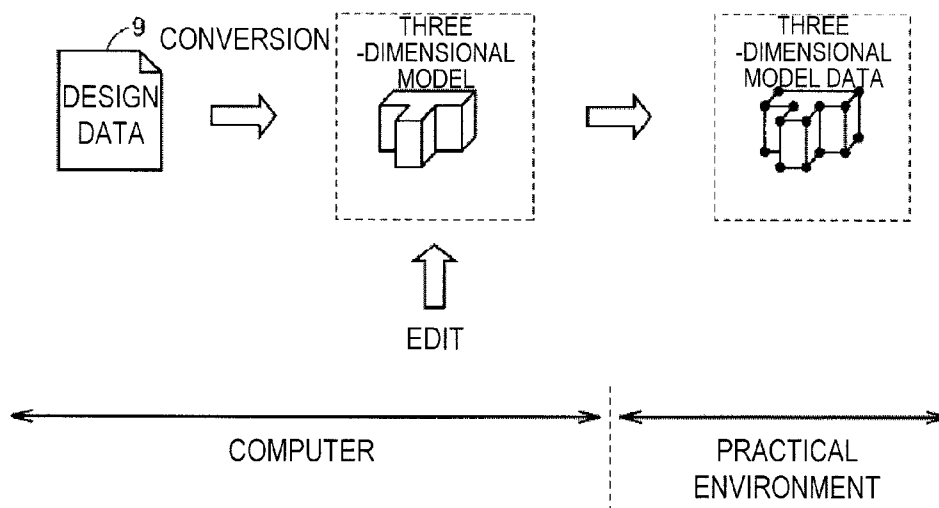 9
CONVERSION
DESIGN
DATA
THREE
-DIMENSIONAL
MODEL
THREE
-DIMENSIONAL
MODEL DATA
EDIT
COMPUTER
PRACTICAL
ENVIRONMENT